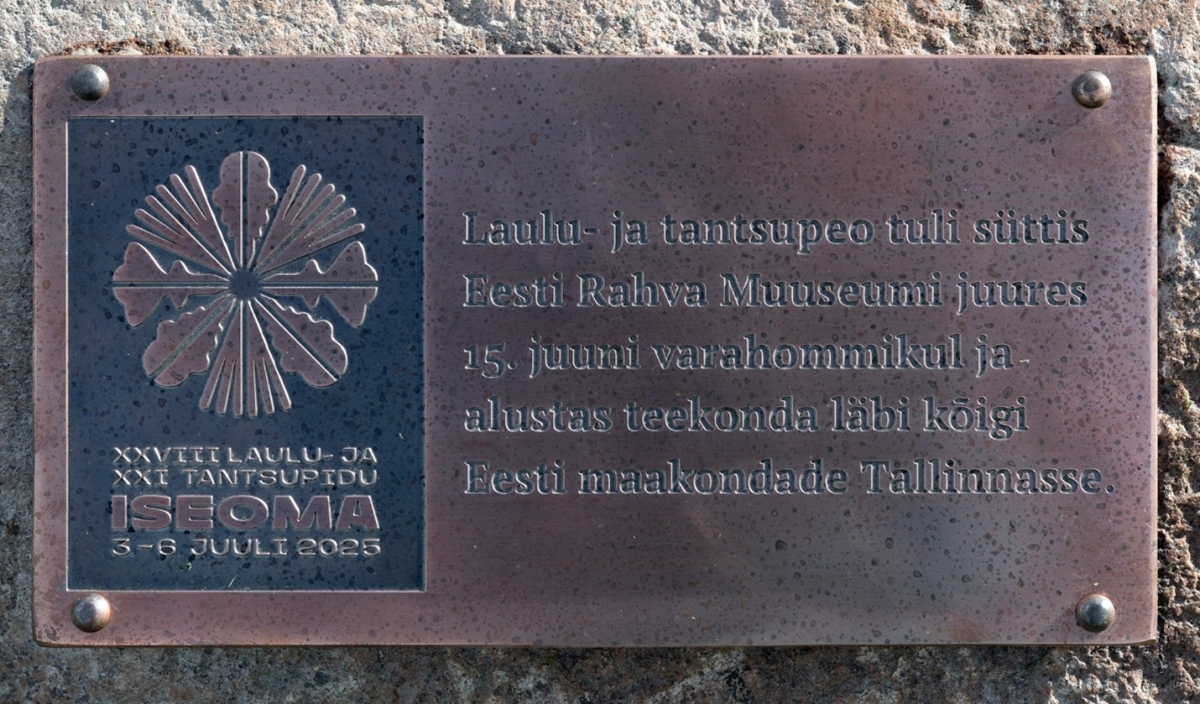 XXVIII LAULU- JA
XXI TANTSUPIDU
ISEOMA
3-6 JUULI 2025
Laulu- ja tantsupeo tuli süttis
Eesti Rahva Muuseumi juures
15. juuni varahommikul ja
alustas teekonda läbi kõigi
Eesti maakondade Tallinnasse.